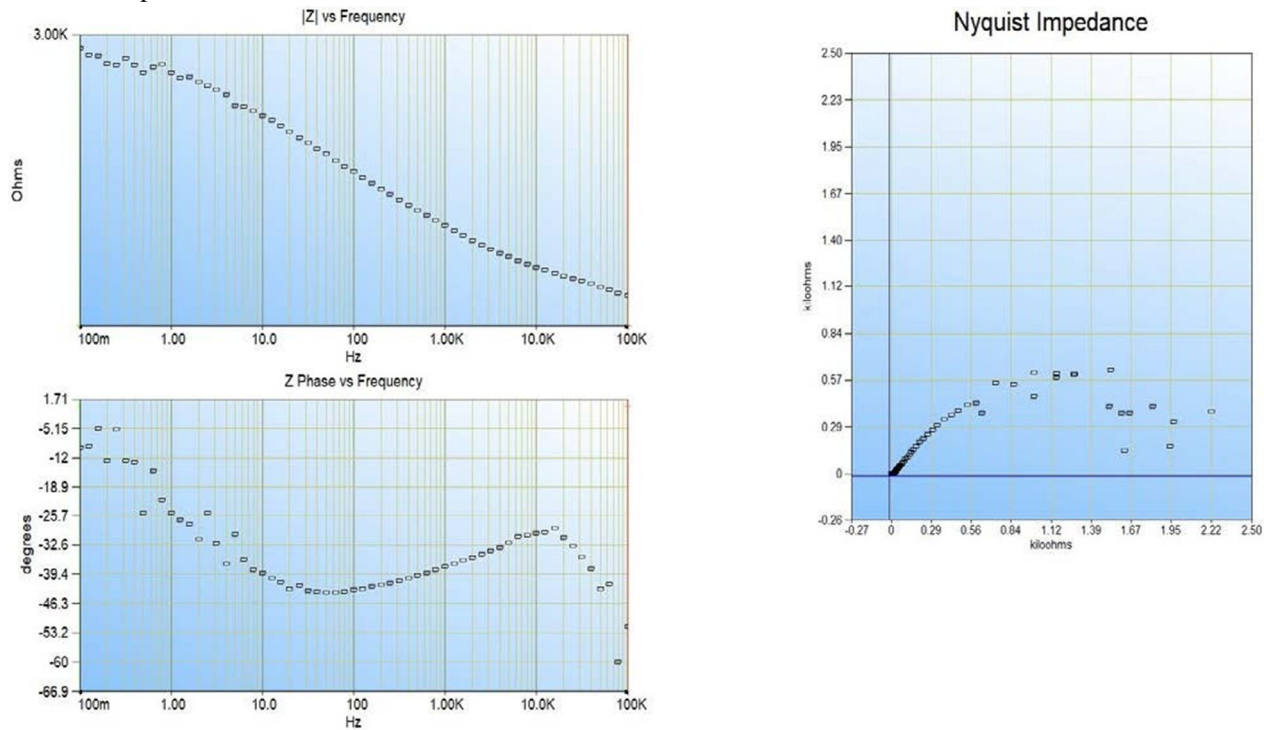 |Z| vs Frequency
3.00K
Ohms
100m 1.00 10.0 100 1.00K 10.0K 100K
Hz
Z Phase vs Frequency
1.71
-5.15
-12
-18.9
-25.7
-32.6
-39.4
-46.3
-53.2
-60
-66.9
degrees
100m 1.00 10.0 100 1.00K 10.0K 100K
Hz
Nyquist Impedance
2.50
2.23
1.95
1.67
1.40
1.12
0.84
0.57
0.29
0
-0.26
kiloohms
-0.27 0 0.29 0.56 0.84 1.12 1.39 1.67 1.95 2.22 2.50
kiloohms